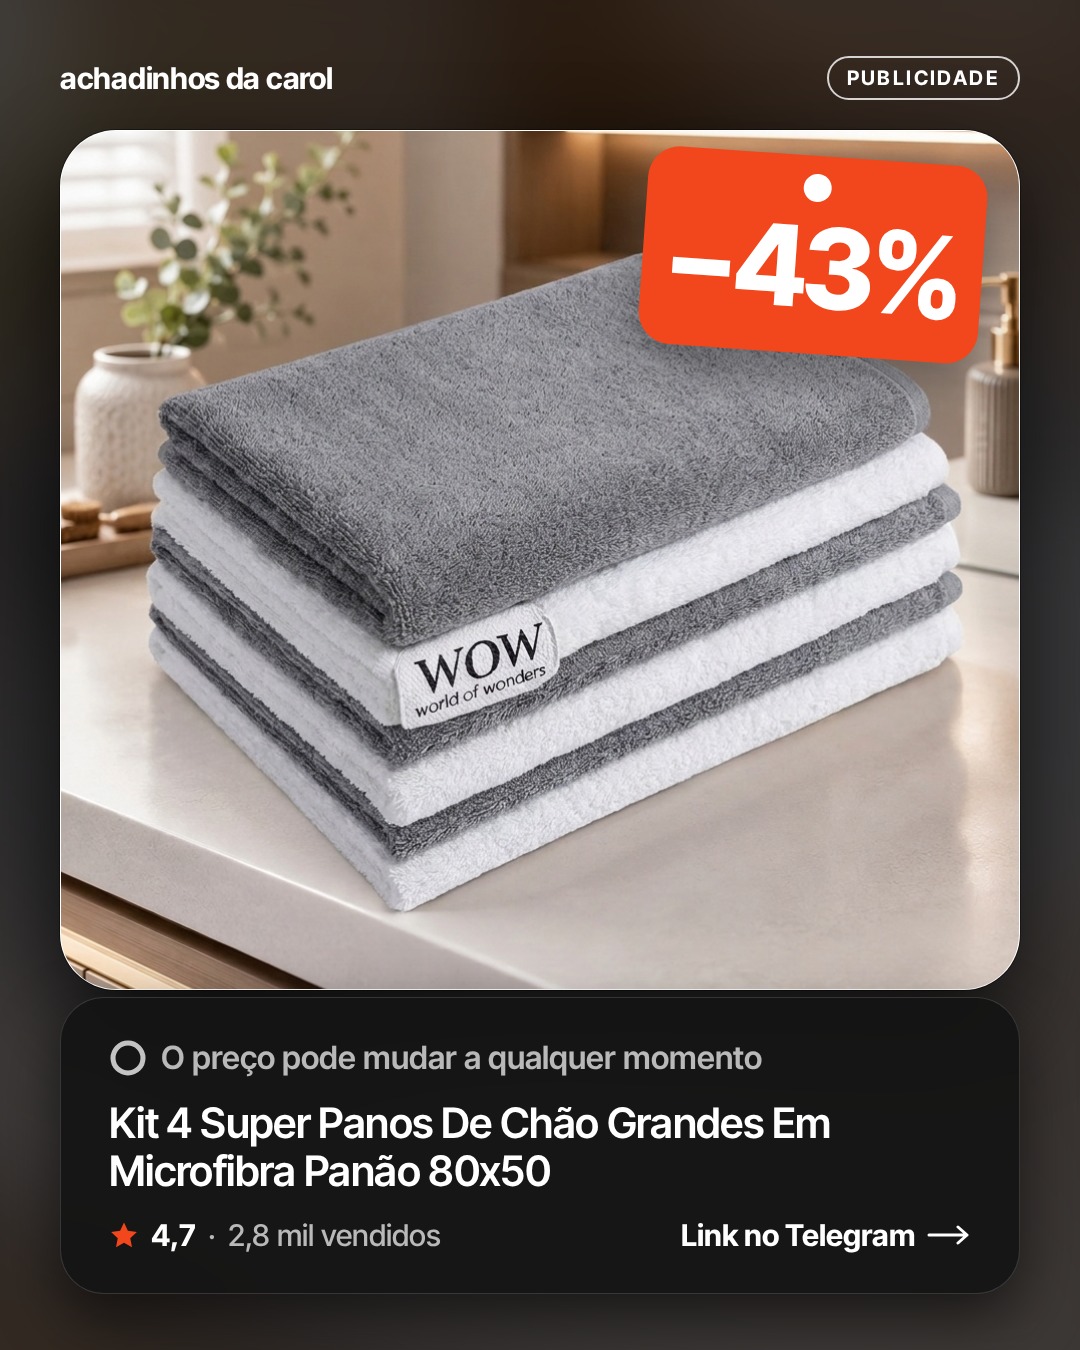 achadinhos da carol
PUBLICIDADE
–43%
WOW
world of wonders
O preço pode mudar a qualquer momento
Kit 4 Super Panos De Chão Grandes Em
Microfibra Panão 80x50
4,7 · 2,8 mil vendidos
Link no Telegram →